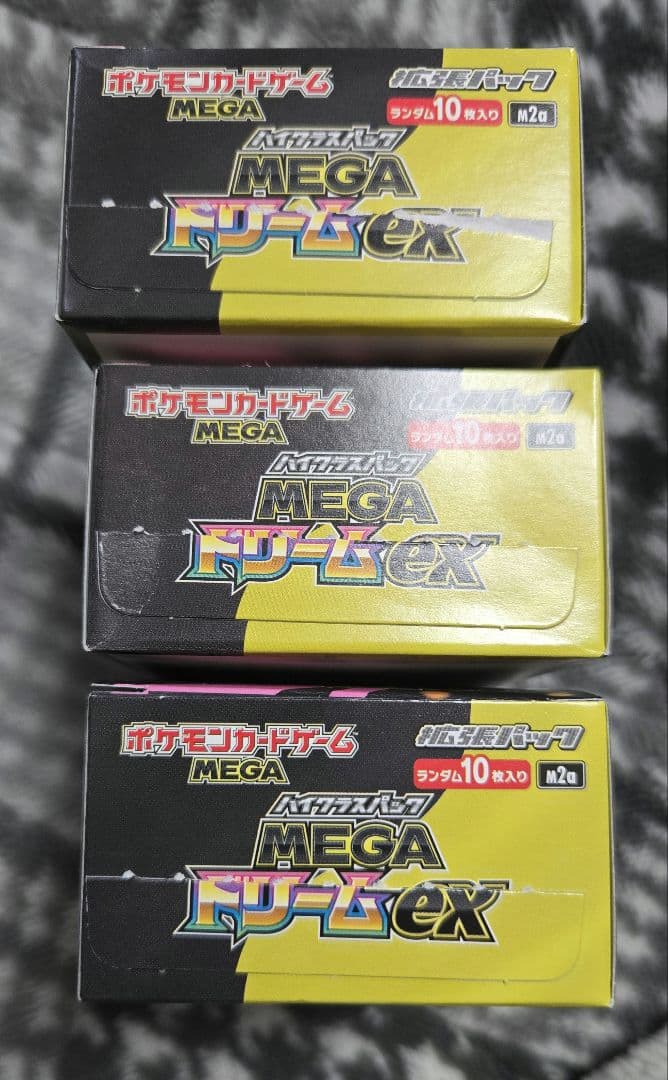 ポケモンカードゲーム
MEGA
拡張パック
ランダム10枚入り M2a
ハイクラスパック
MEGA
ドリームex
ポケモンカードゲーム
MEGA
拡張パック
ランダム10枚入り M2a
ハイクラスパック
MEGA
ドリームex
ポケモンカードゲーム
MEGA
拡張パック
ランダム10枚入り M2a
ハイクラスパック
MEGA
ドリームex